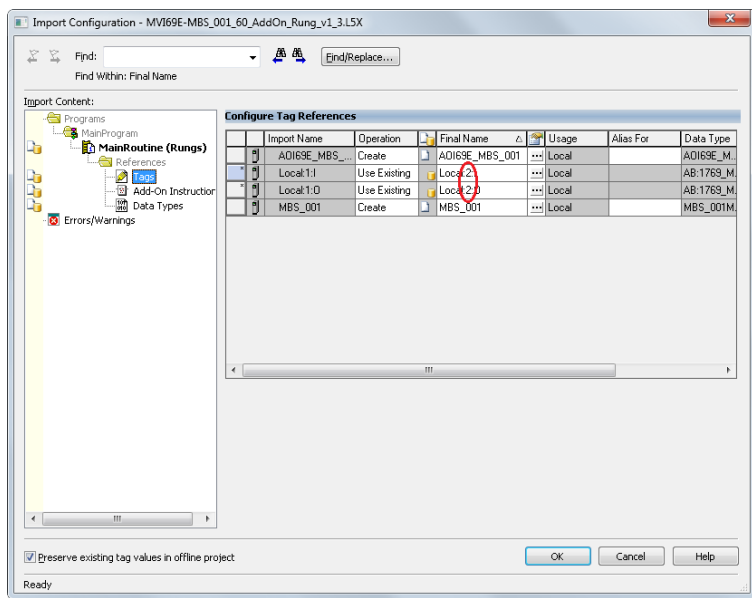 Import Configuration - MVI69E-MBS_001_60_AddOn_Rung_v1_3.L5X
Find:
Find/Replace...
Find Within: Final Name
Import Content:
Programs
MainProgram
MainRoutine (Rungs)
References
Tags
Add-On Instruction
Data Types
Errors/Warnings
Configure Tag References
Import Name Operation Final Name Usage Alias For Data Type
AOI69E_MBS_... Create AOI69E_MBS_001 ... Local AOI69E_M...
Local:1:I Use Existing Local:2:I ... Local AB:1769_M...
Local:1:O Use Existing Local:2:O ... Local AB:1769_M...
MBS_001 Create MBS_001 ... Local MBS_001M...
Preserve existing tag values in offline project
OK Cancel Help
Ready